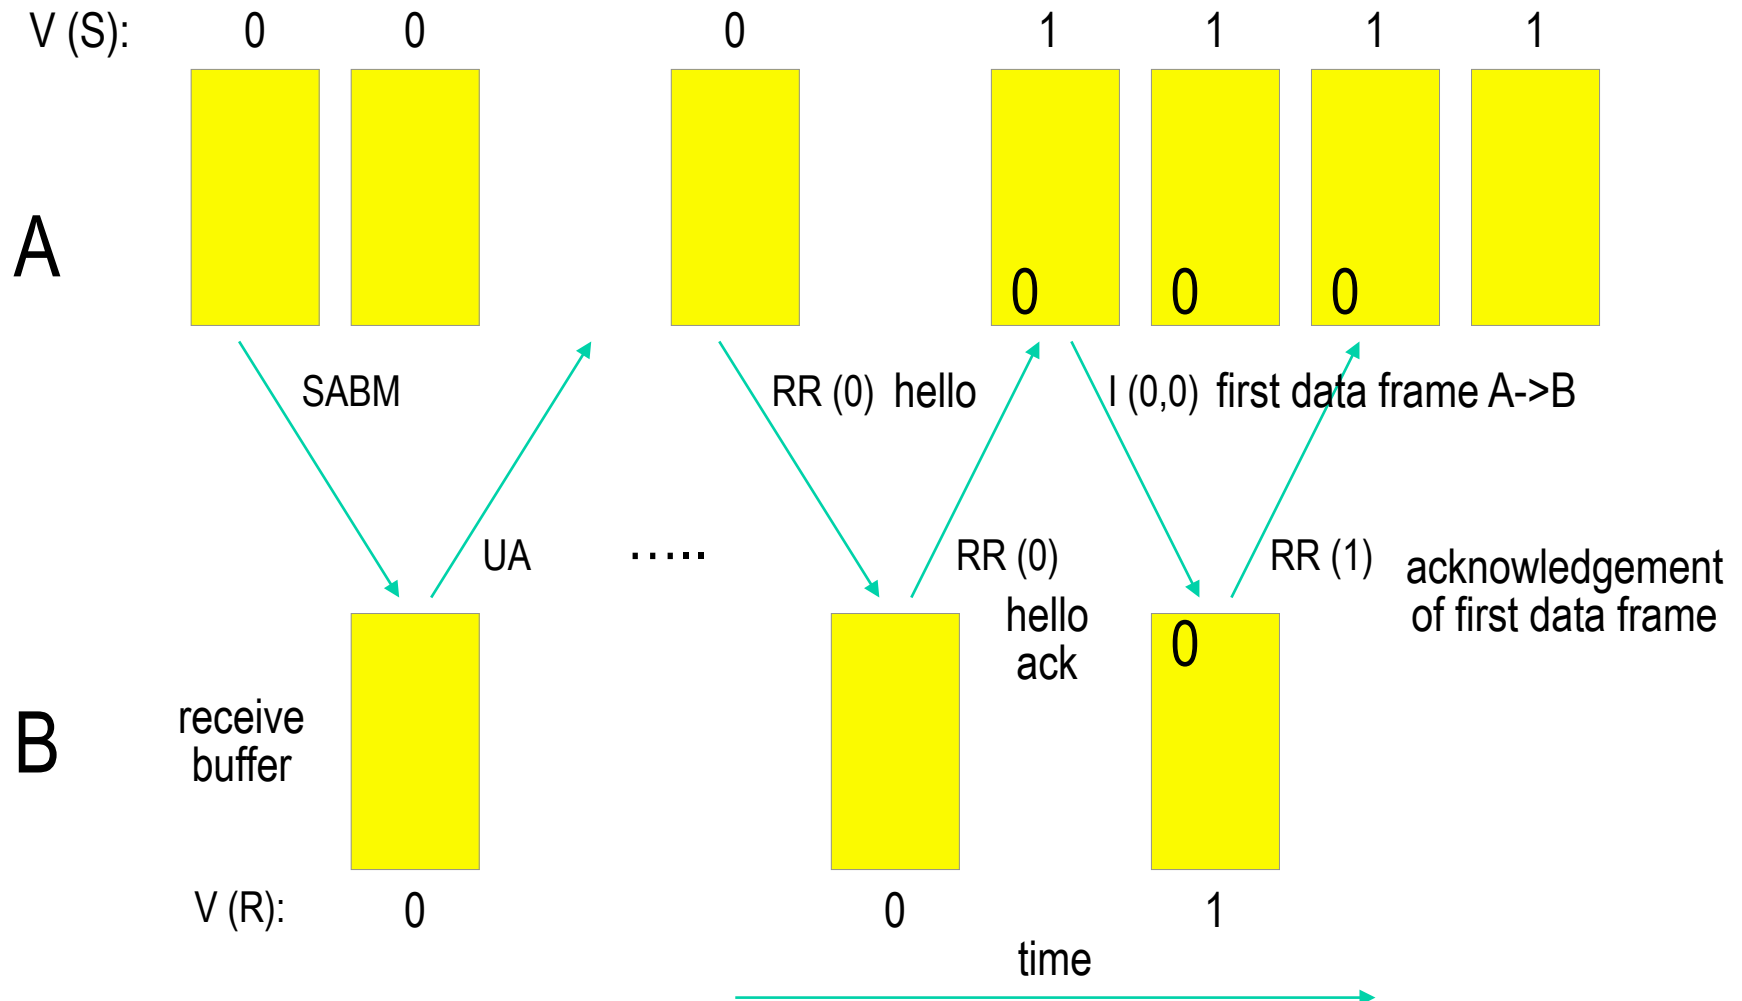 V (S): 0 0 0 1 1 1 1
A
0 0 0
SABM
RR (0) hello
I (0,0) first data frame A->B
UA
.....
RR (0)
hello
ack
RR (1)
acknowledgement
of first data frame
0
B
receive
buffer
V (R): 0 0 1
time